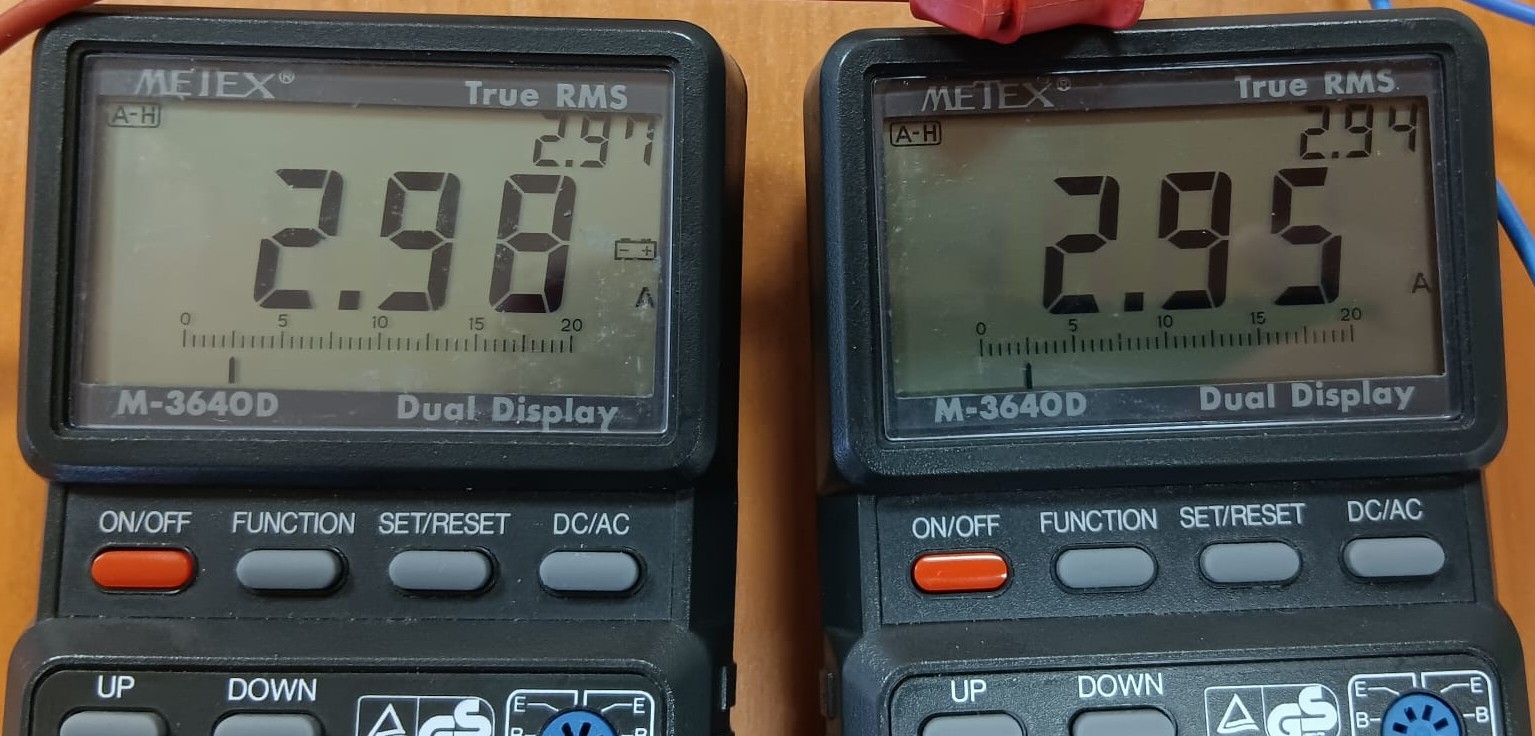 METEX® True RMS
A-H
2.97
2.98
- +
A
0 5 10 15 20
M-3640D Dual Display
ON/OFF FUNCTION SET/RESET DC/AC
UP DOWN
GS
E E
B B
METEX® True RMS
A-H
2.94
2.95
A
0 5 10 15 20
M-3640D Dual Display
ON/OFF FUNCTION SET/RESET DC/AC
UP DOWN
GS
E E
B B